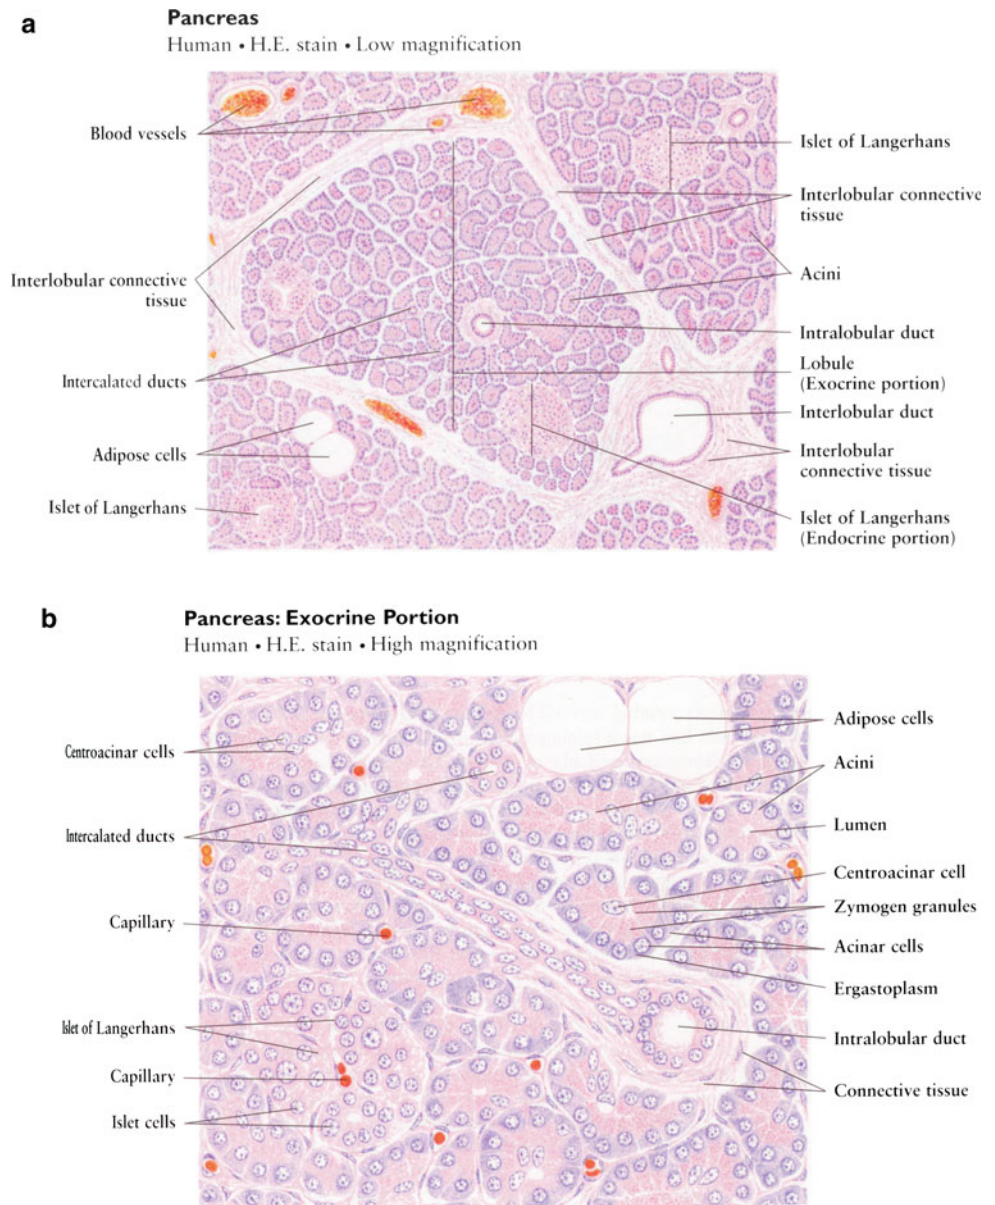 a
Pancreas
Human • H.E. stain • Low magnification
Blood vessels
Interlobular connective
tissue
Intercalated ducts
Adipose cells
Islet of Langerhans
Islet of Langerhans
Interlobular connective
tissue
Acini
Intralobular duct
Lobule
(Exocrine portion)
Interlobular duct
Interlobular
connective tissue
Islet of Langerhans
(Endocrine portion)
b
Pancreas: Exocrine Portion
Human • H.E. stain • High magnification
Centroacinar cells
Intercalated ducts
Capillary
Islet of Langerhans
Capillary
Islet cells
Adipose cells
Acini
Lumen
Centroacinar cell
Zymogen granules
Acinar cells
Ergastoplasm
Intralobular duct
Connective tissue